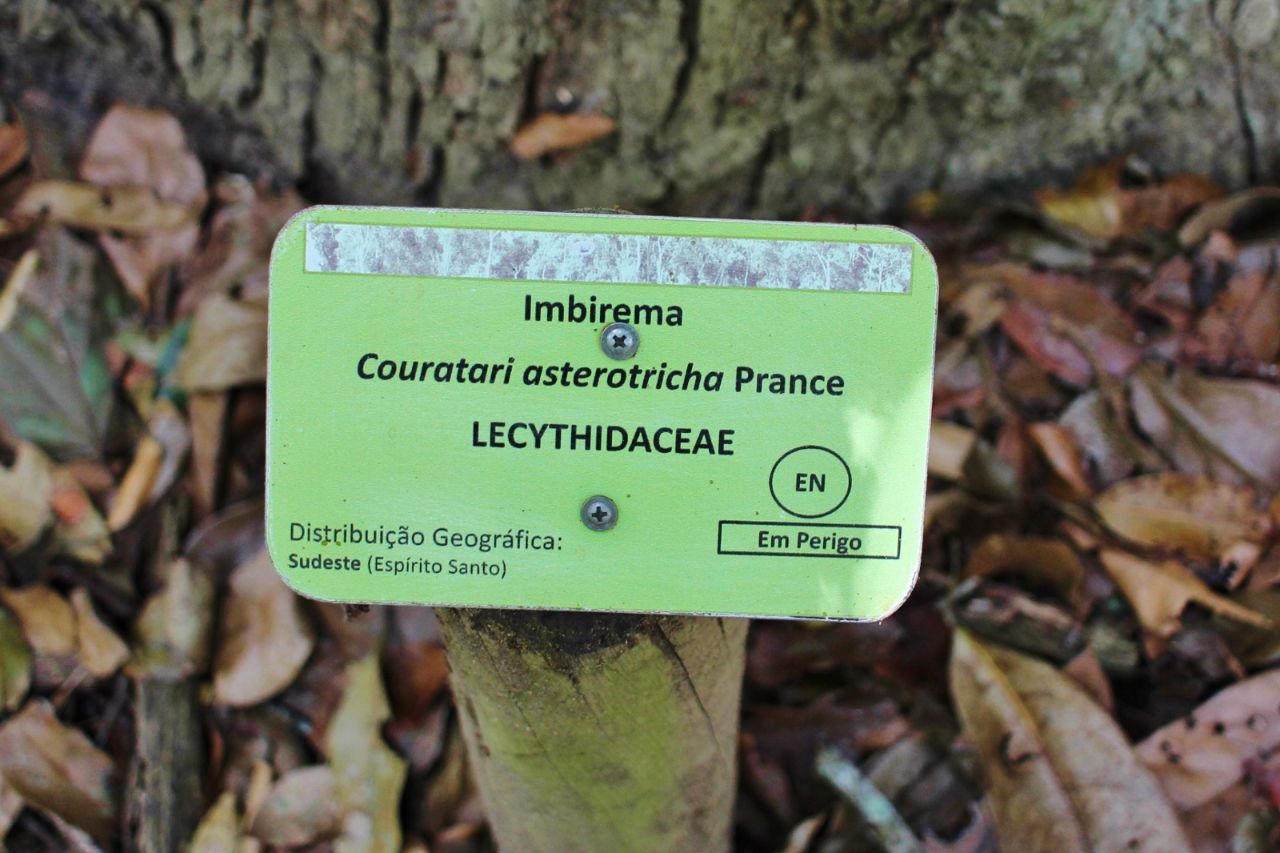 Imbirema
Couratari asterotricha Prance
LECYTHIDACEAE
EN
Em Perigo
Distribuição Geográfica:
Sudeste (Espírito Santo)